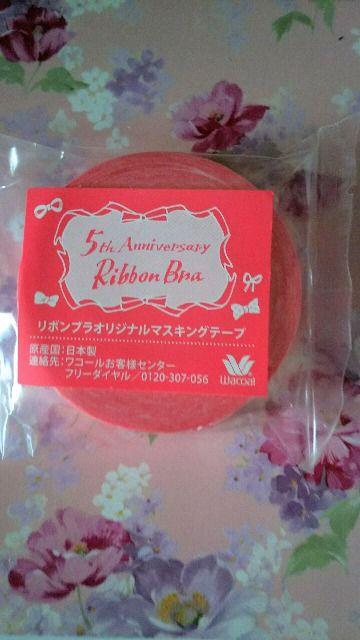 5th Anniversary
Ribbon Bra
リボンブラオリジナルマスキングテープ
原産国：日本製
連絡先：ワコールお客様センター
フリーダイヤル／0120-307-056
Wacoal